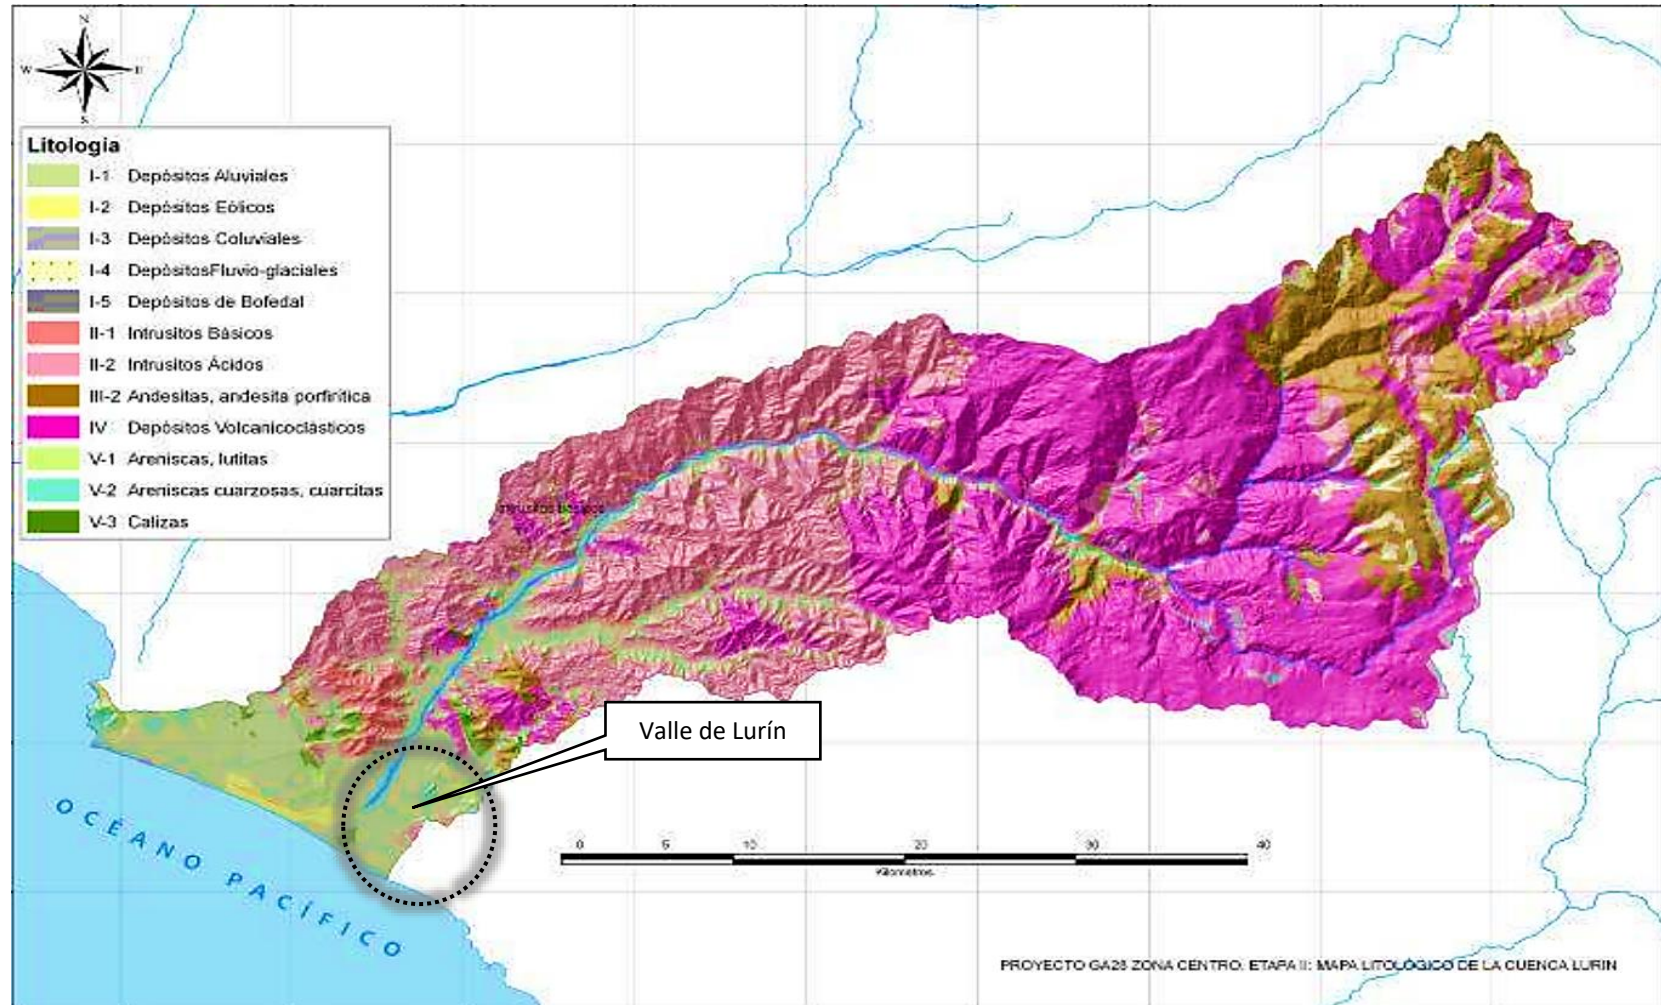 N
W
E
S
Litologia
I-1 Depósitos Aluviales
I-2 Depósitos Eólicos
I-3 Depósitos Coluviales
I-4 DepósitosFluvio-glaciales
I-5 Depósitos de Bofedal
II-1 Intrusitos Básicos
II-2 Intrusitos Ácidos
III-2 Andesitas, andesita porfirítica
IV Depósitos Volcanicoclásticos
V-1 Areniscas, lutitas
V-2 Areniscas cuarzosas, cuarcitas
V-3 Calizas
Intrusitos Básicos
Valle de Lurín
OCÉANO PACÍFICO
0 5 10 20 30 40
Kilometros
PROYECTO GA28 ZONA CENTRO. ETAPA II: MAPA LITOLÓGICO DE LA CUENCA LURIN